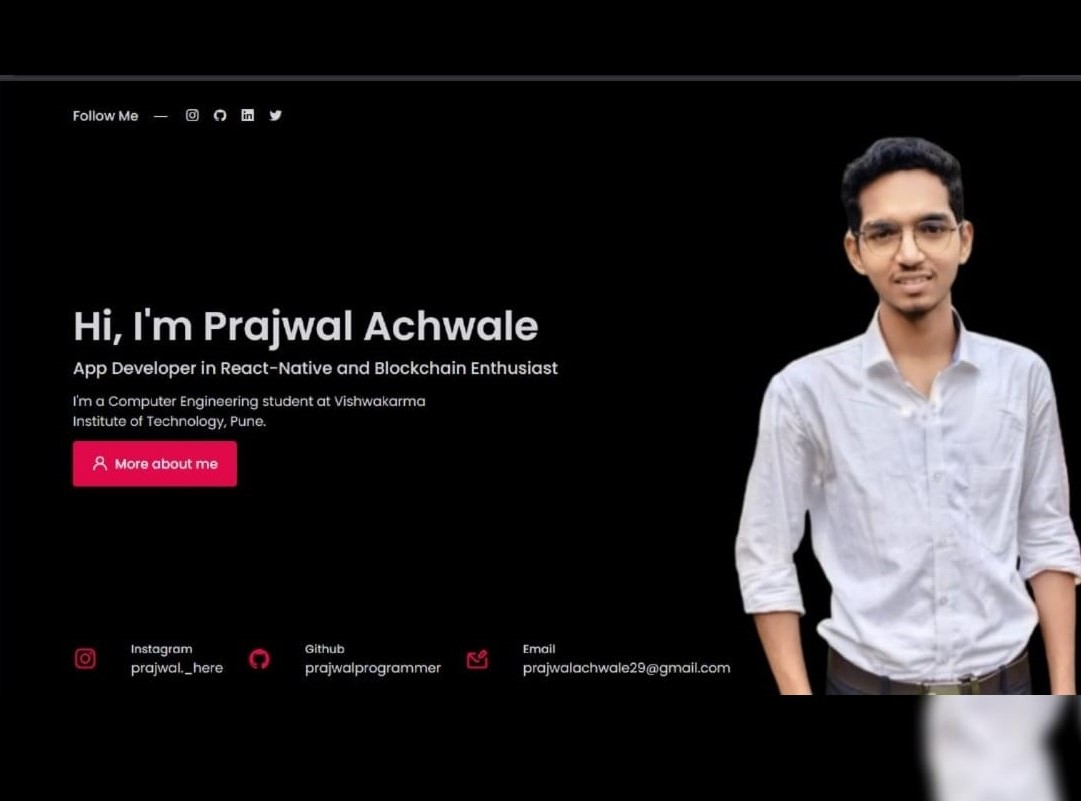 Follow Me —
Hi, I'm Prajwal Achwale
App Developer in React-Native and Blockchain Enthusiast
I'm a Computer Engineering student at Vishwakarma
Institute of Technology, Pune.
More about me
Instagram
prajwal._here
Github
prajwalprogrammer
Email
prajwalachwale29@gmail.com